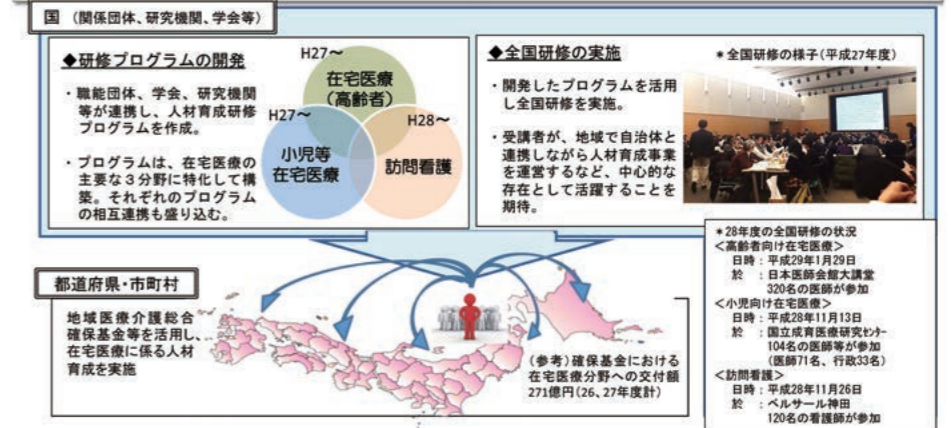 国 (関係団体、研究機関、学会等)
◆研修プログラムの開発
・職能団体、学会、研究機関
等が連携し、人材育成研修
プログラムを作成。
・プログラムは、在宅医療の
主要な3分野に特化して構
築。それぞれのプログラム
の相互連携も盛り込む。
H27～
在宅医療
(高齢者)
H27～
小児等
在宅医療
H28～
訪問看護
◆全国研修の実施
・開発したプログラムを活用
し全国研修を実施。
・受講者が、地域で自治体と
連携しながら人材育成事業
を運営するなど、中心的な
存在として活躍することを
期待。
＊全国研修の様子(平成27年度)
都道府県・市町村
地域医療介護総合
確保基金等を活用し、
在宅医療に係る人材
育成を実施
(参考)確保基金における
在宅医療分野への交付額
271億円(26、27年度計)
＊28年度の全国研修の状況
＜高齢者向け在宅医療＞
日時：平成29年1月29日
於　：日本医師会館大講堂
320名の医師が参加
＜小児向け在宅医療＞
日時：平成28年11月13日
於　：国立成育医療研究センター
104名の医師等が参加
(医師71名、行政33名)
＜訪問看護＞
日時：平成28年11月26日
於　：ベルサール神田
120名の看護師が参加